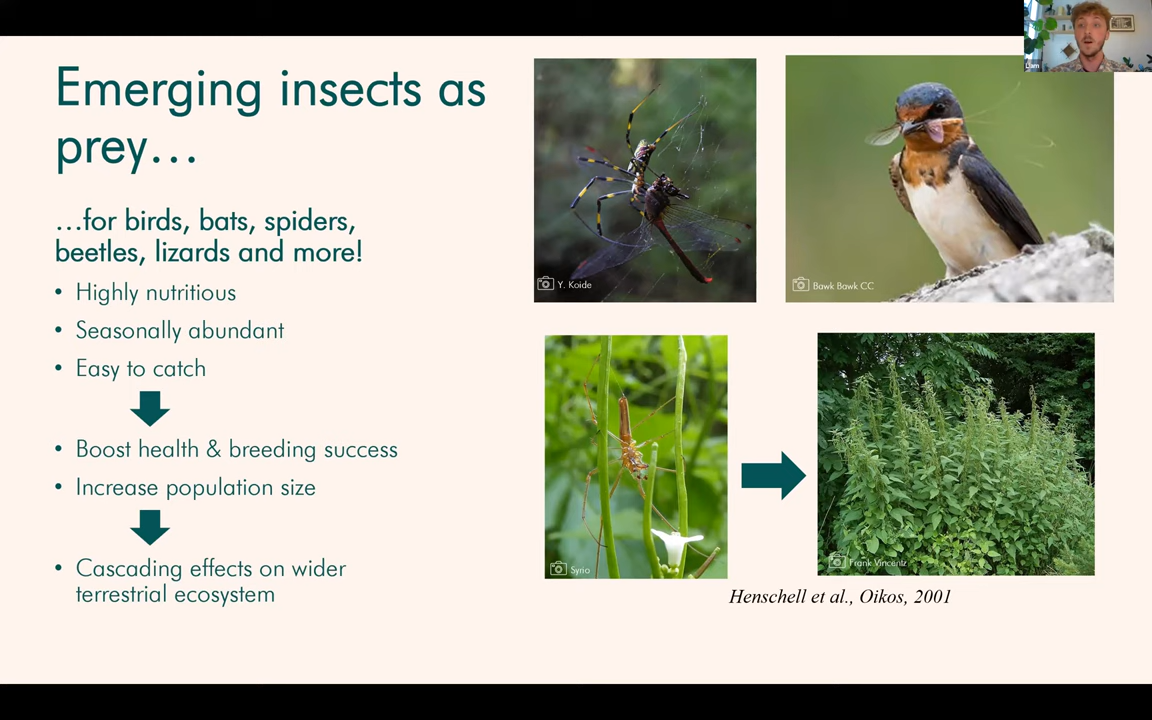 Liam
Emerging insects as
prey…
…for birds, bats, spiders,
beetles, lizards and more!
• Highly nutritious
• Seasonally abundant
• Easy to catch
• Boost health & breeding success
• Increase population size
• Cascading effects on wider
terrestrial ecosystem
Y. Koide
Bawk Bawk CC
Syrio
Frank Vincentz
Henschell et al., Oikos, 2001